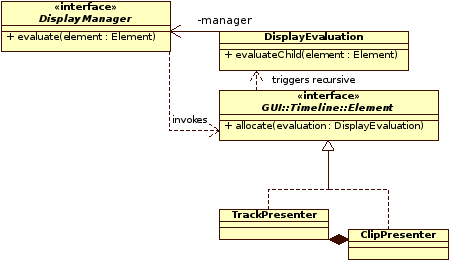 «interface»
DisplayManager
+ evaluate(element : Element)
-manager
DisplayEvaluation
+ evaluateChild(element : Element)
triggers recursive
«interface»
GUI::Timeline::Element
+ allocate(evaluation : DisplayEvaluation)
invokes
TrackPresenter
ClipPresenter